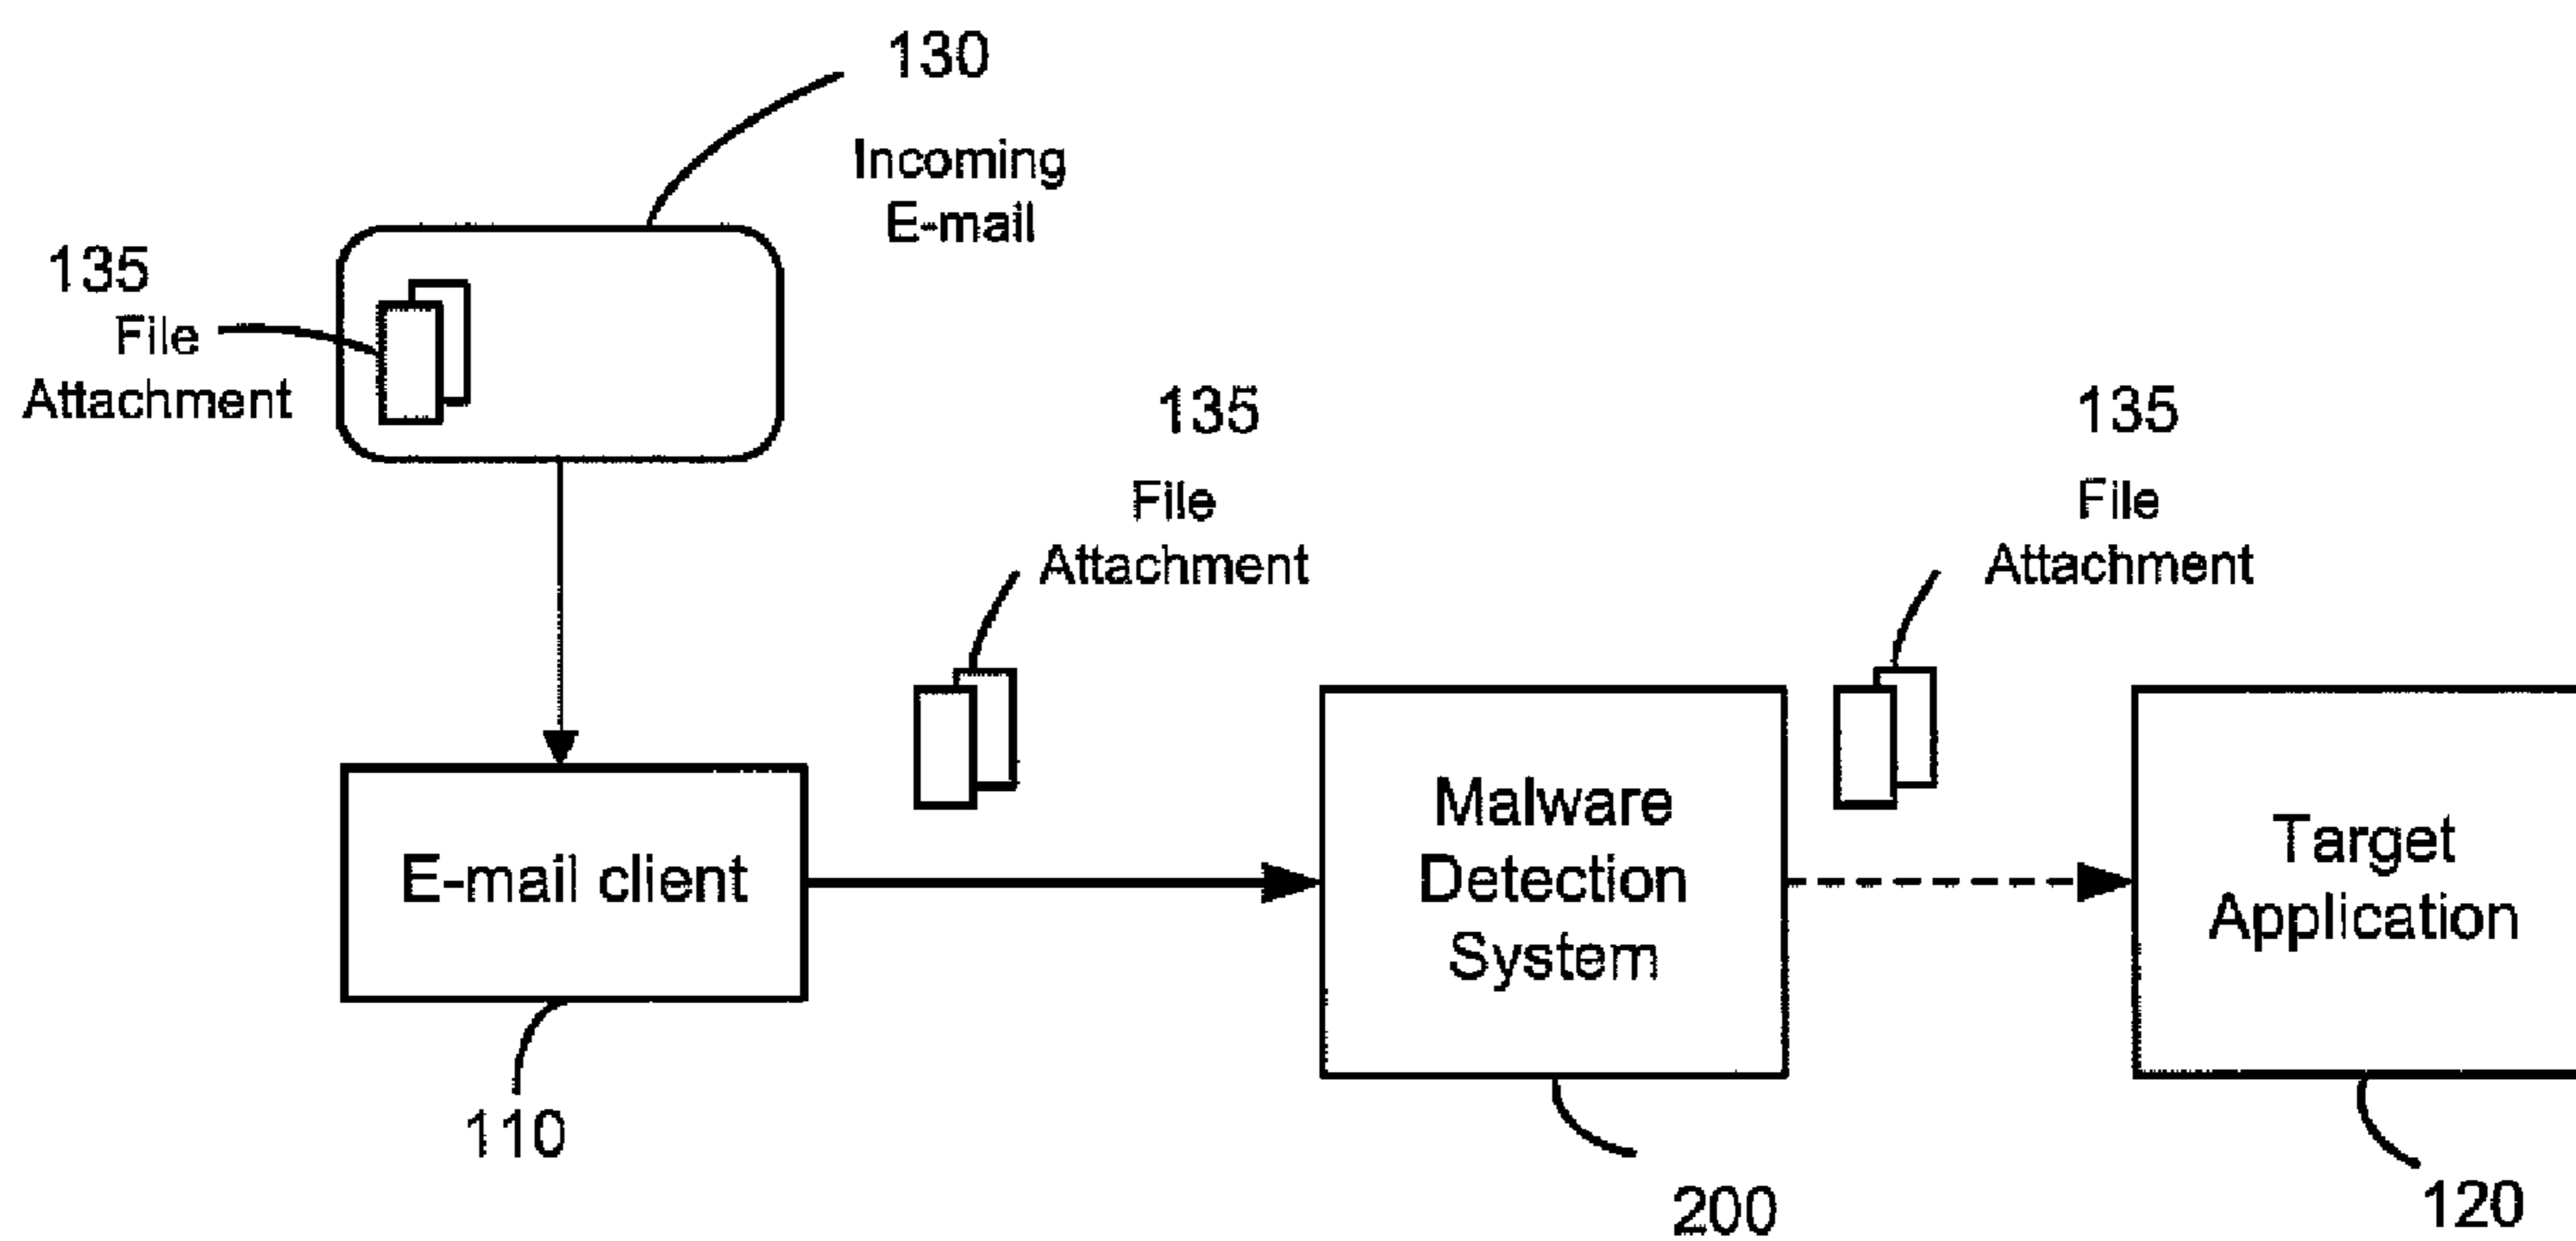 130
Incoming
E-mail
135
File
Attachment
135
File
Attachment
135
File
Attachment
E-mail client
Malware
Detection
System
Target
Application
110
200
120